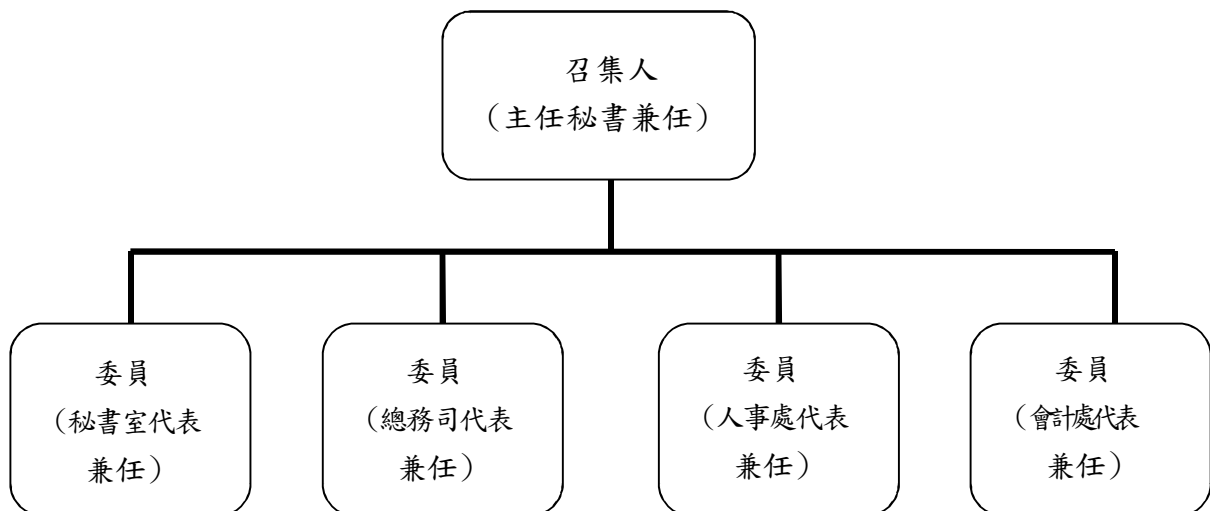 召集人
（主任秘書兼任）
委員
（秘書室代表
兼任）
委員
（總務司代表
兼任）
委員
（人事處代表
兼任）
委員
（會計處代表
兼任）